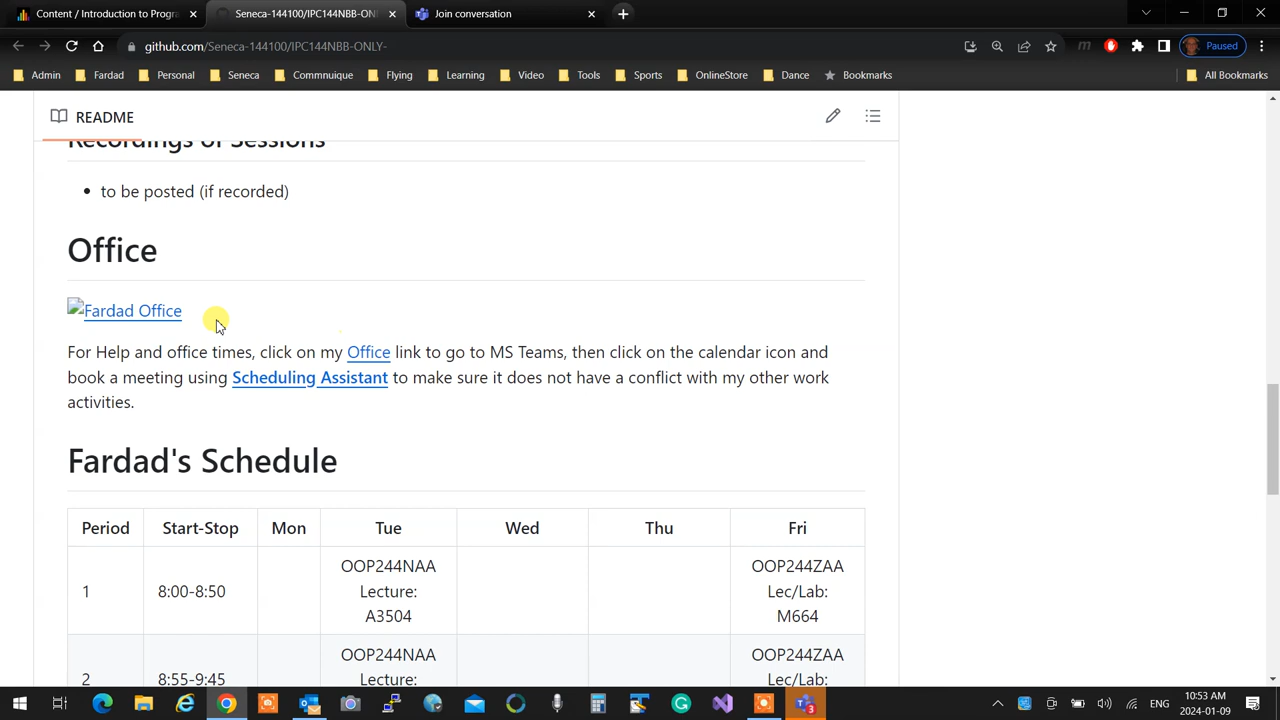 Content / Introduction to Progra
Seneca-144100/IPC144NBB-ONL
Join conversation
github.com/Seneca-144100/IPC144NBB-ONLY-
Paused
Admin
Fardad
Personal
Seneca
Commnuique
Flying
Learning
Video
Tools
Sports
OnlineStore
Dance
Bookmarks
All Bookmarks
README
Recordings of Sessions
• to be posted (if recorded)
Office
Fardad Office
For Help and office times, click on my Office link to go to MS Teams, then click on the calendar icon and
book a meeting using Scheduling Assistant to make sure it does not have a conflict with my other work
activities.
Fardad's Schedule
Period Start-Stop Mon Tue Wed Thu Fri
OOP244NAA OOP244ZAA
1 8:00-8:50 Lecture: Lec/Lab:
A3504 M664
OOP244NAA OOP244ZAA
2 8:55-9:45 Lecture: Lec/Lab:
ENG
10:53 AM
2024-01-09
3